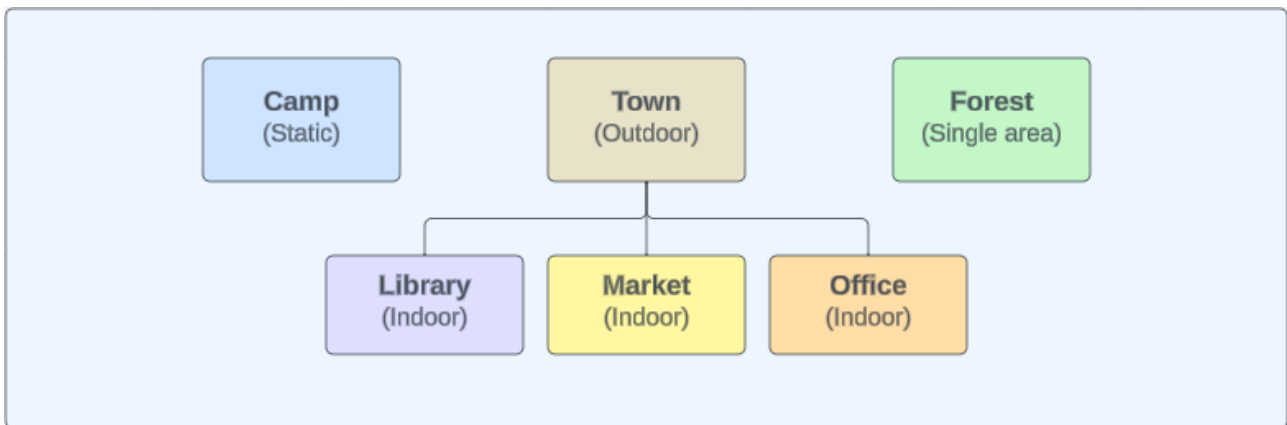 Camp
(Static)
Town
(Outdoor)
Forest
(Single area)
Library
(Indoor)
Market
(Indoor)
Office
(Indoor)